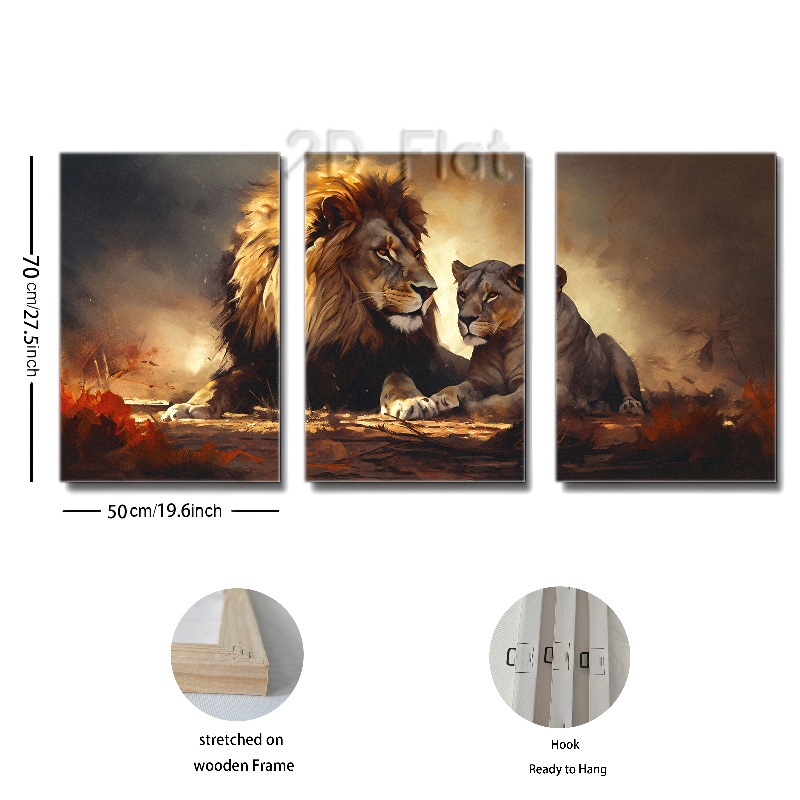 2D Flat
70 cm/27.5inch
50cm/19.6inch
stretched on
wooden Frame
Hook
Ready to Hang